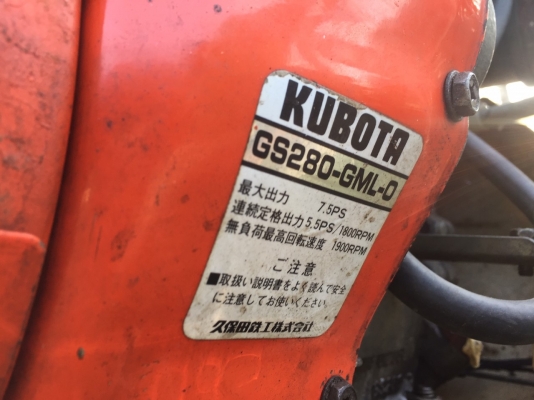 KUBOTA
GS280-GML-O
最大出力 7.5PS
連続定格出力 5.5PS/1800RPM
無負荷最高回転速度 1900RPM
ご注意
■取扱い説明書をよく読んで安全
に注意してお使いください
久保田鉄工株式会社